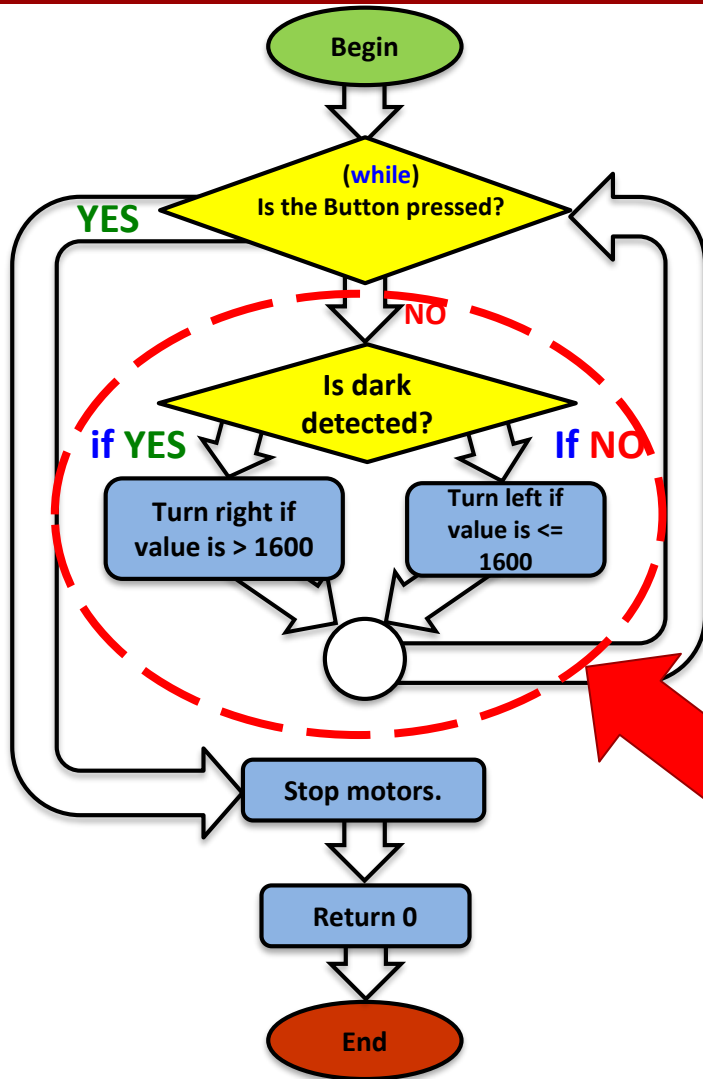 Begin
(while)
Is the Button pressed?
YES
NO
Is dark
detected?
if YES
If NO
Turn right if
value is > 1600
Turn left if
value is <=
1600
Stop motors.
Return 0
End